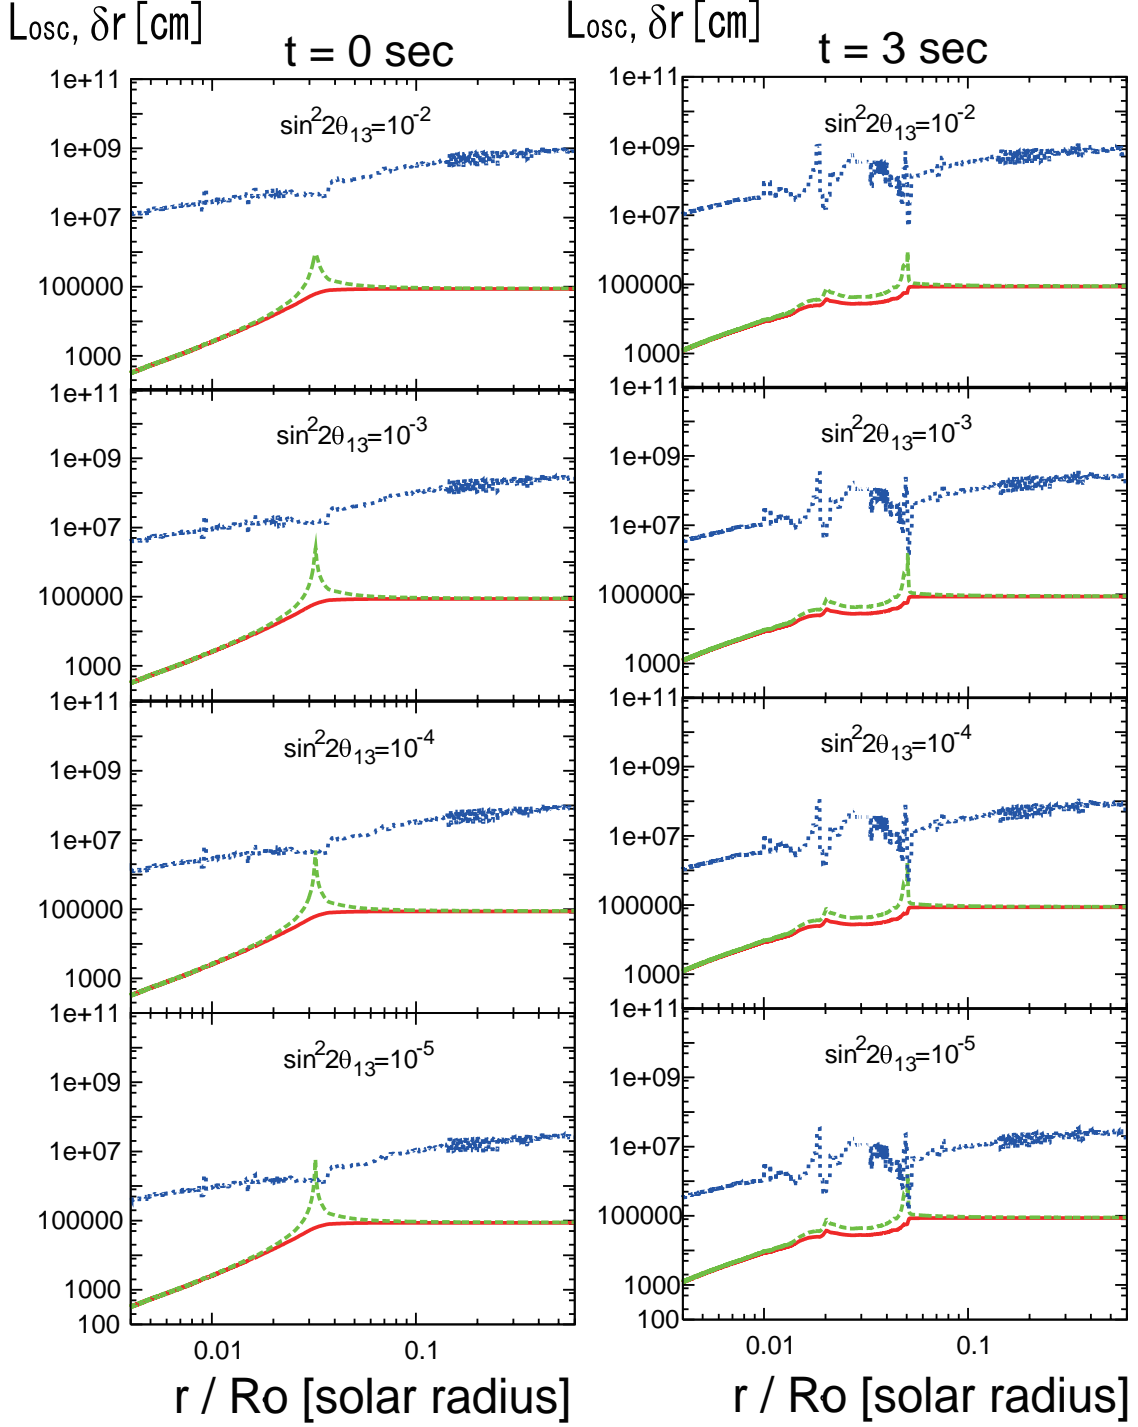 Losc, δr [cm]
t = 0 sec
1e+11
sin²2θ₁₃=10⁻²
1e+09
1e+07
100000
1000
1e+11
sin²2θ₁₃=10⁻³
1e+09
1e+07
100000
1000
1e+11
sin²2θ₁₃=10⁻⁴
1e+09
1e+07
100000
1000
1e+11
sin²2θ₁₃=10⁻⁵
1e+09
1e+07
100000
1000
100
0.01 0.1
r / Ro [solar radius]
Losc, δr [cm]
t = 3 sec
1e+11
sin²2θ₁₃=10⁻²
1e+09
1e+07
100000
1000
1e+11
sin²2θ₁₃=10⁻³
1e+09
1e+07
100000
1000
1e+11
sin²2θ₁₃=10⁻⁴
1e+09
1e+07
100000
1000
1e+11
sin²2θ₁₃=10⁻⁵
1e+09
1e+07
100000
1000
100
0.01 0.1
r / Ro [solar radius]